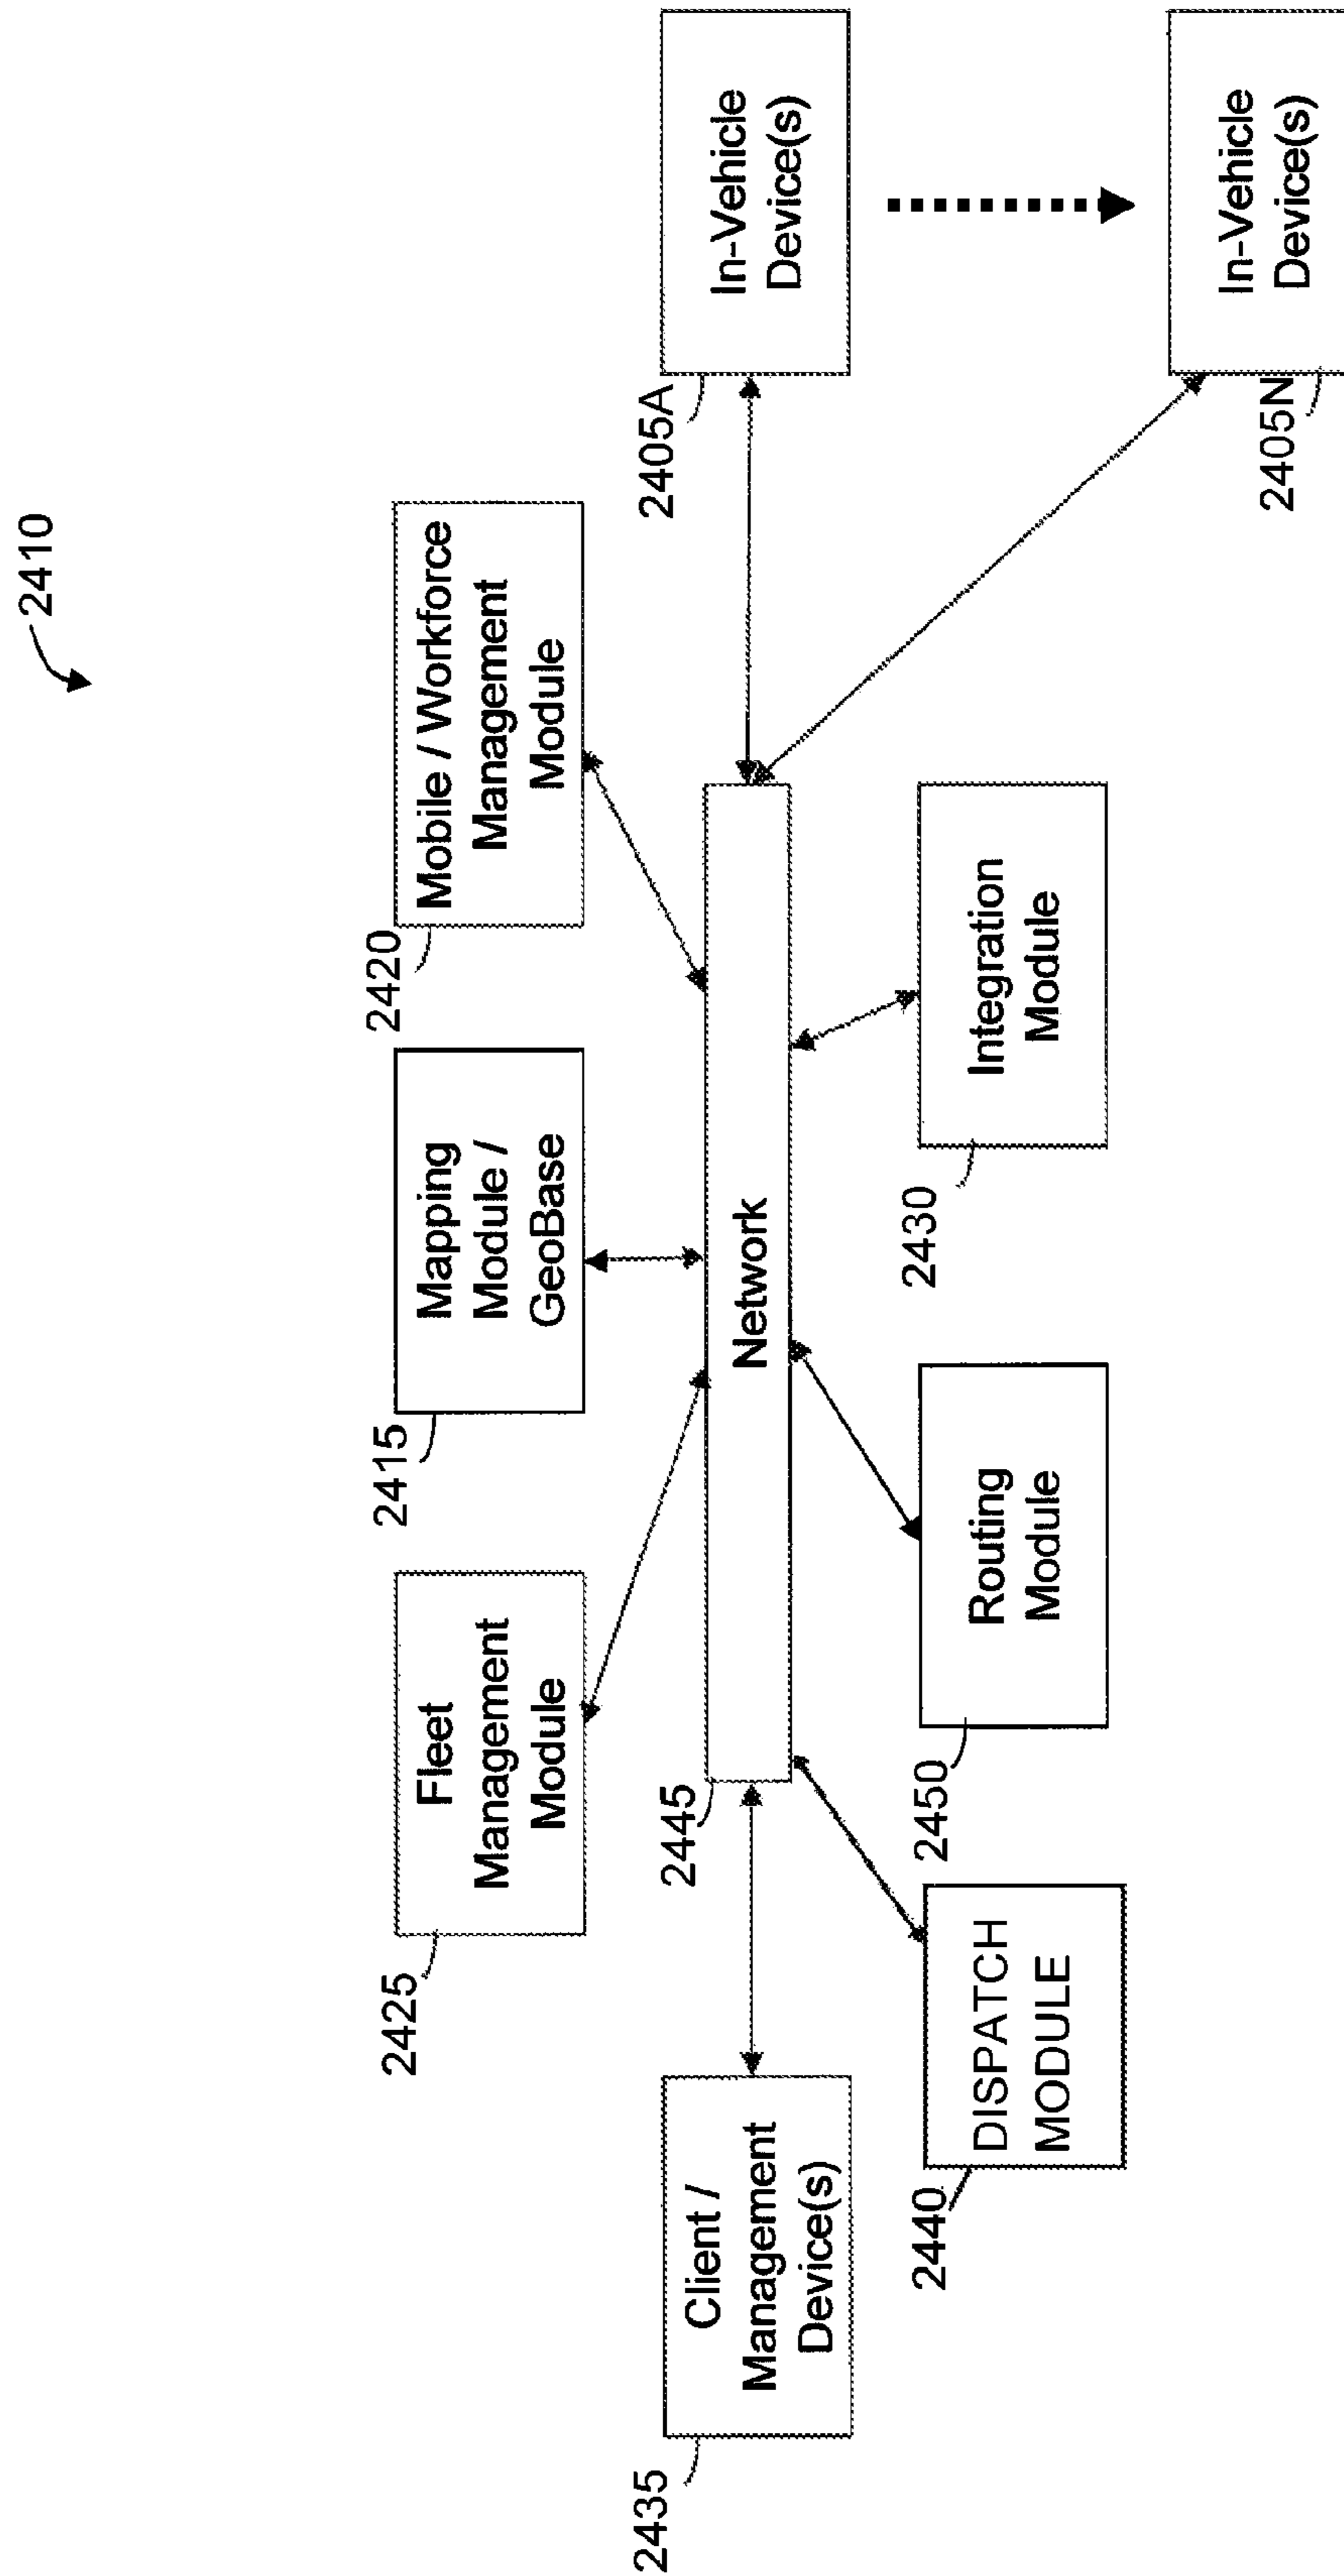 2410
2425
Fleet
Management
Module
2415
Mapping
Module /
GeoBase
2420
Mobile / Workforce
Management
Module
2435
Client /
Management
Device(s)
2445
Network
2405A
In-Vehicle
Device(s)
2440
DISPATCH
MODULE
2450
Routing
Module
2430
Integration
Module
2405N
In-Vehicle
Device(s)